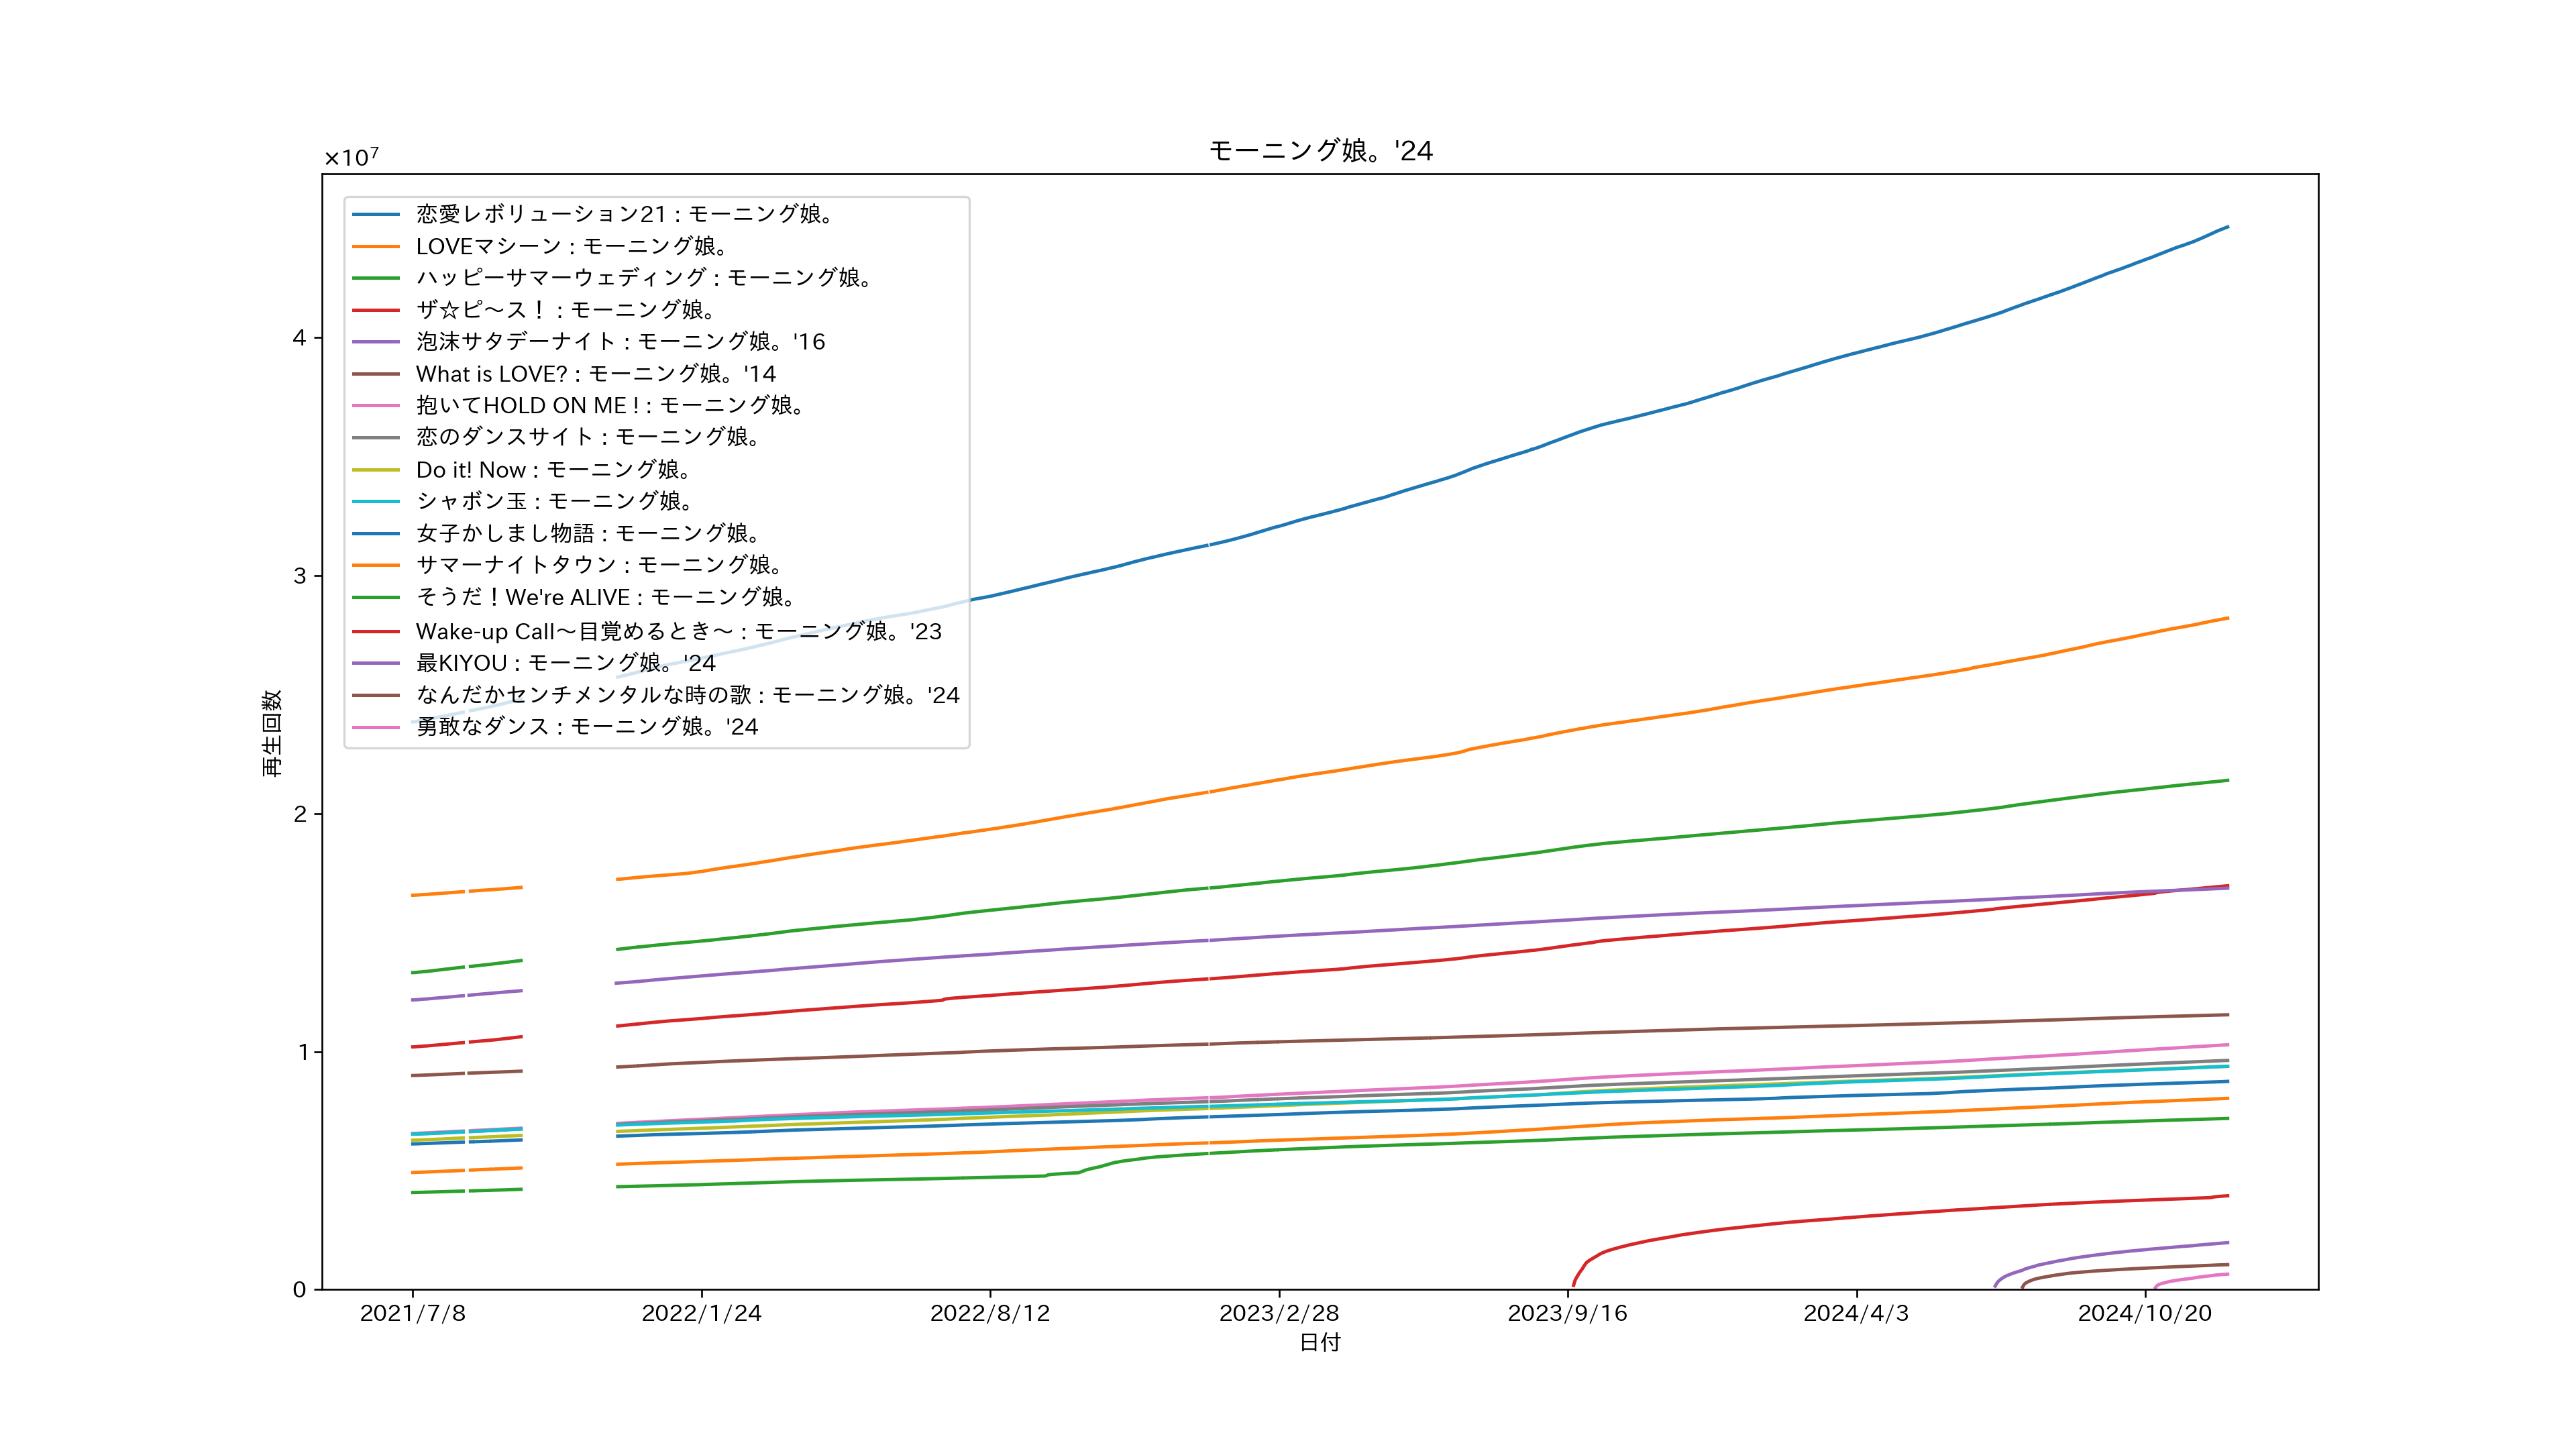 モーニング娘。'24
×10⁷
恋愛レボリューション21 : モーニング娘。
LOVEマシーン : モーニング娘。
ハッピーサマーウェディング : モーニング娘。
ザ☆ピ〜ス！ : モーニング娘。
泡沫サタデーナイト : モーニング娘。'16
What is LOVE? : モーニング娘。'14
抱いてHOLD ON ME ! : モーニング娘。
恋のダンスサイト : モーニング娘。
Do it! Now : モーニング娘。
シャボン玉 : モーニング娘。
女子かしまし物語 : モーニング娘。
サマーナイトタウン : モーニング娘。
そうだ！We're ALIVE : モーニング娘。
Wake-up Call〜目覚めるとき〜 : モーニング娘。'23
最KIYOU : モーニング娘。'24
なんだかセンチメンタルな時の歌 : モーニング娘。'24
勇敢なダンス : モーニング娘。'24
再生回数
4
3
2
1
0
2021/7/8 2022/1/24 2022/8/12 2023/2/28 2023/9/16 2024/4/3 2024/10/20
日付